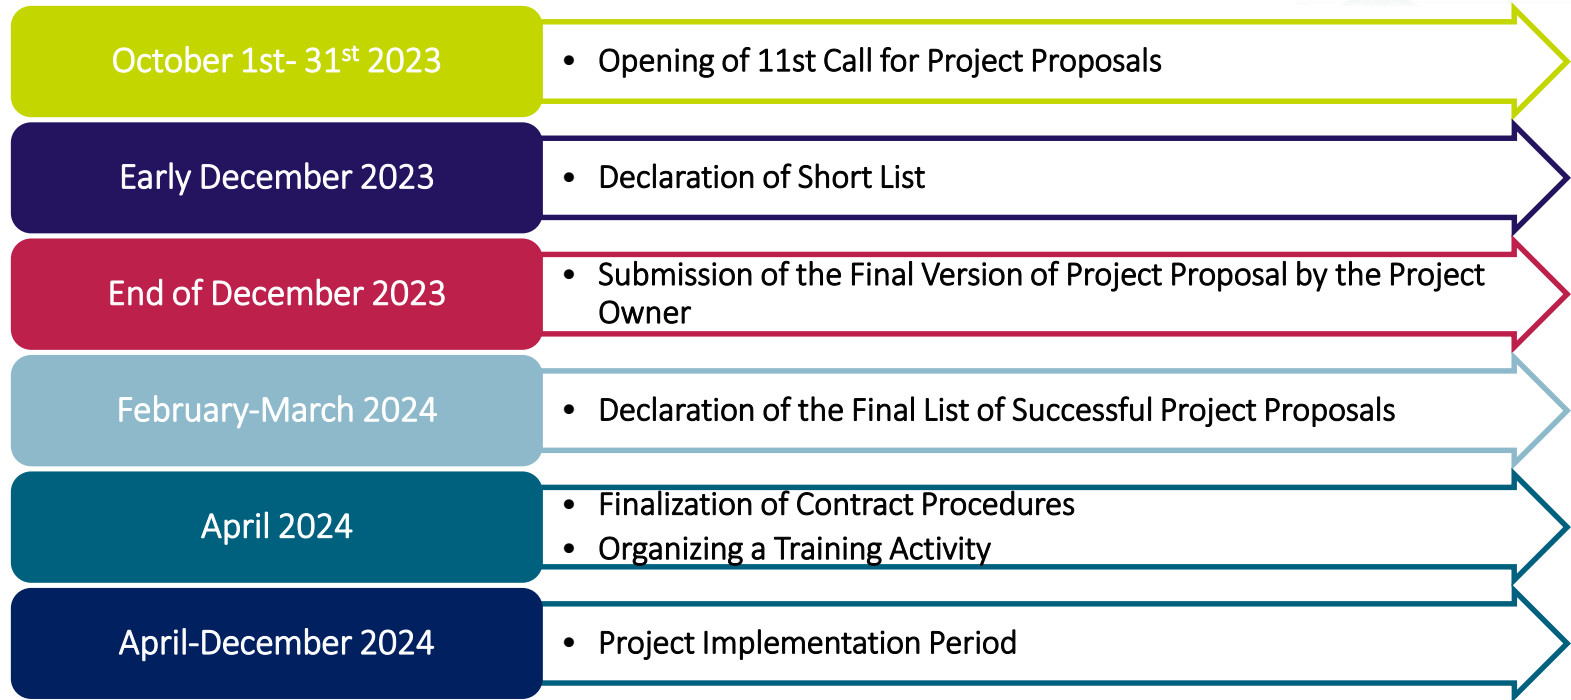 October 1st- 31st 2023
• Opening of 11st Call for Project Proposals
Early December 2023
• Declaration of Short List
End of December 2023
• Submission of the Final Version of Project Proposal by the Project
Owner
February-March 2024
• Declaration of the Final List of Successful Project Proposals
April 2024
• Finalization of Contract Procedures
• Organizing a Training Activity
April-December 2024
• Project Implementation Period